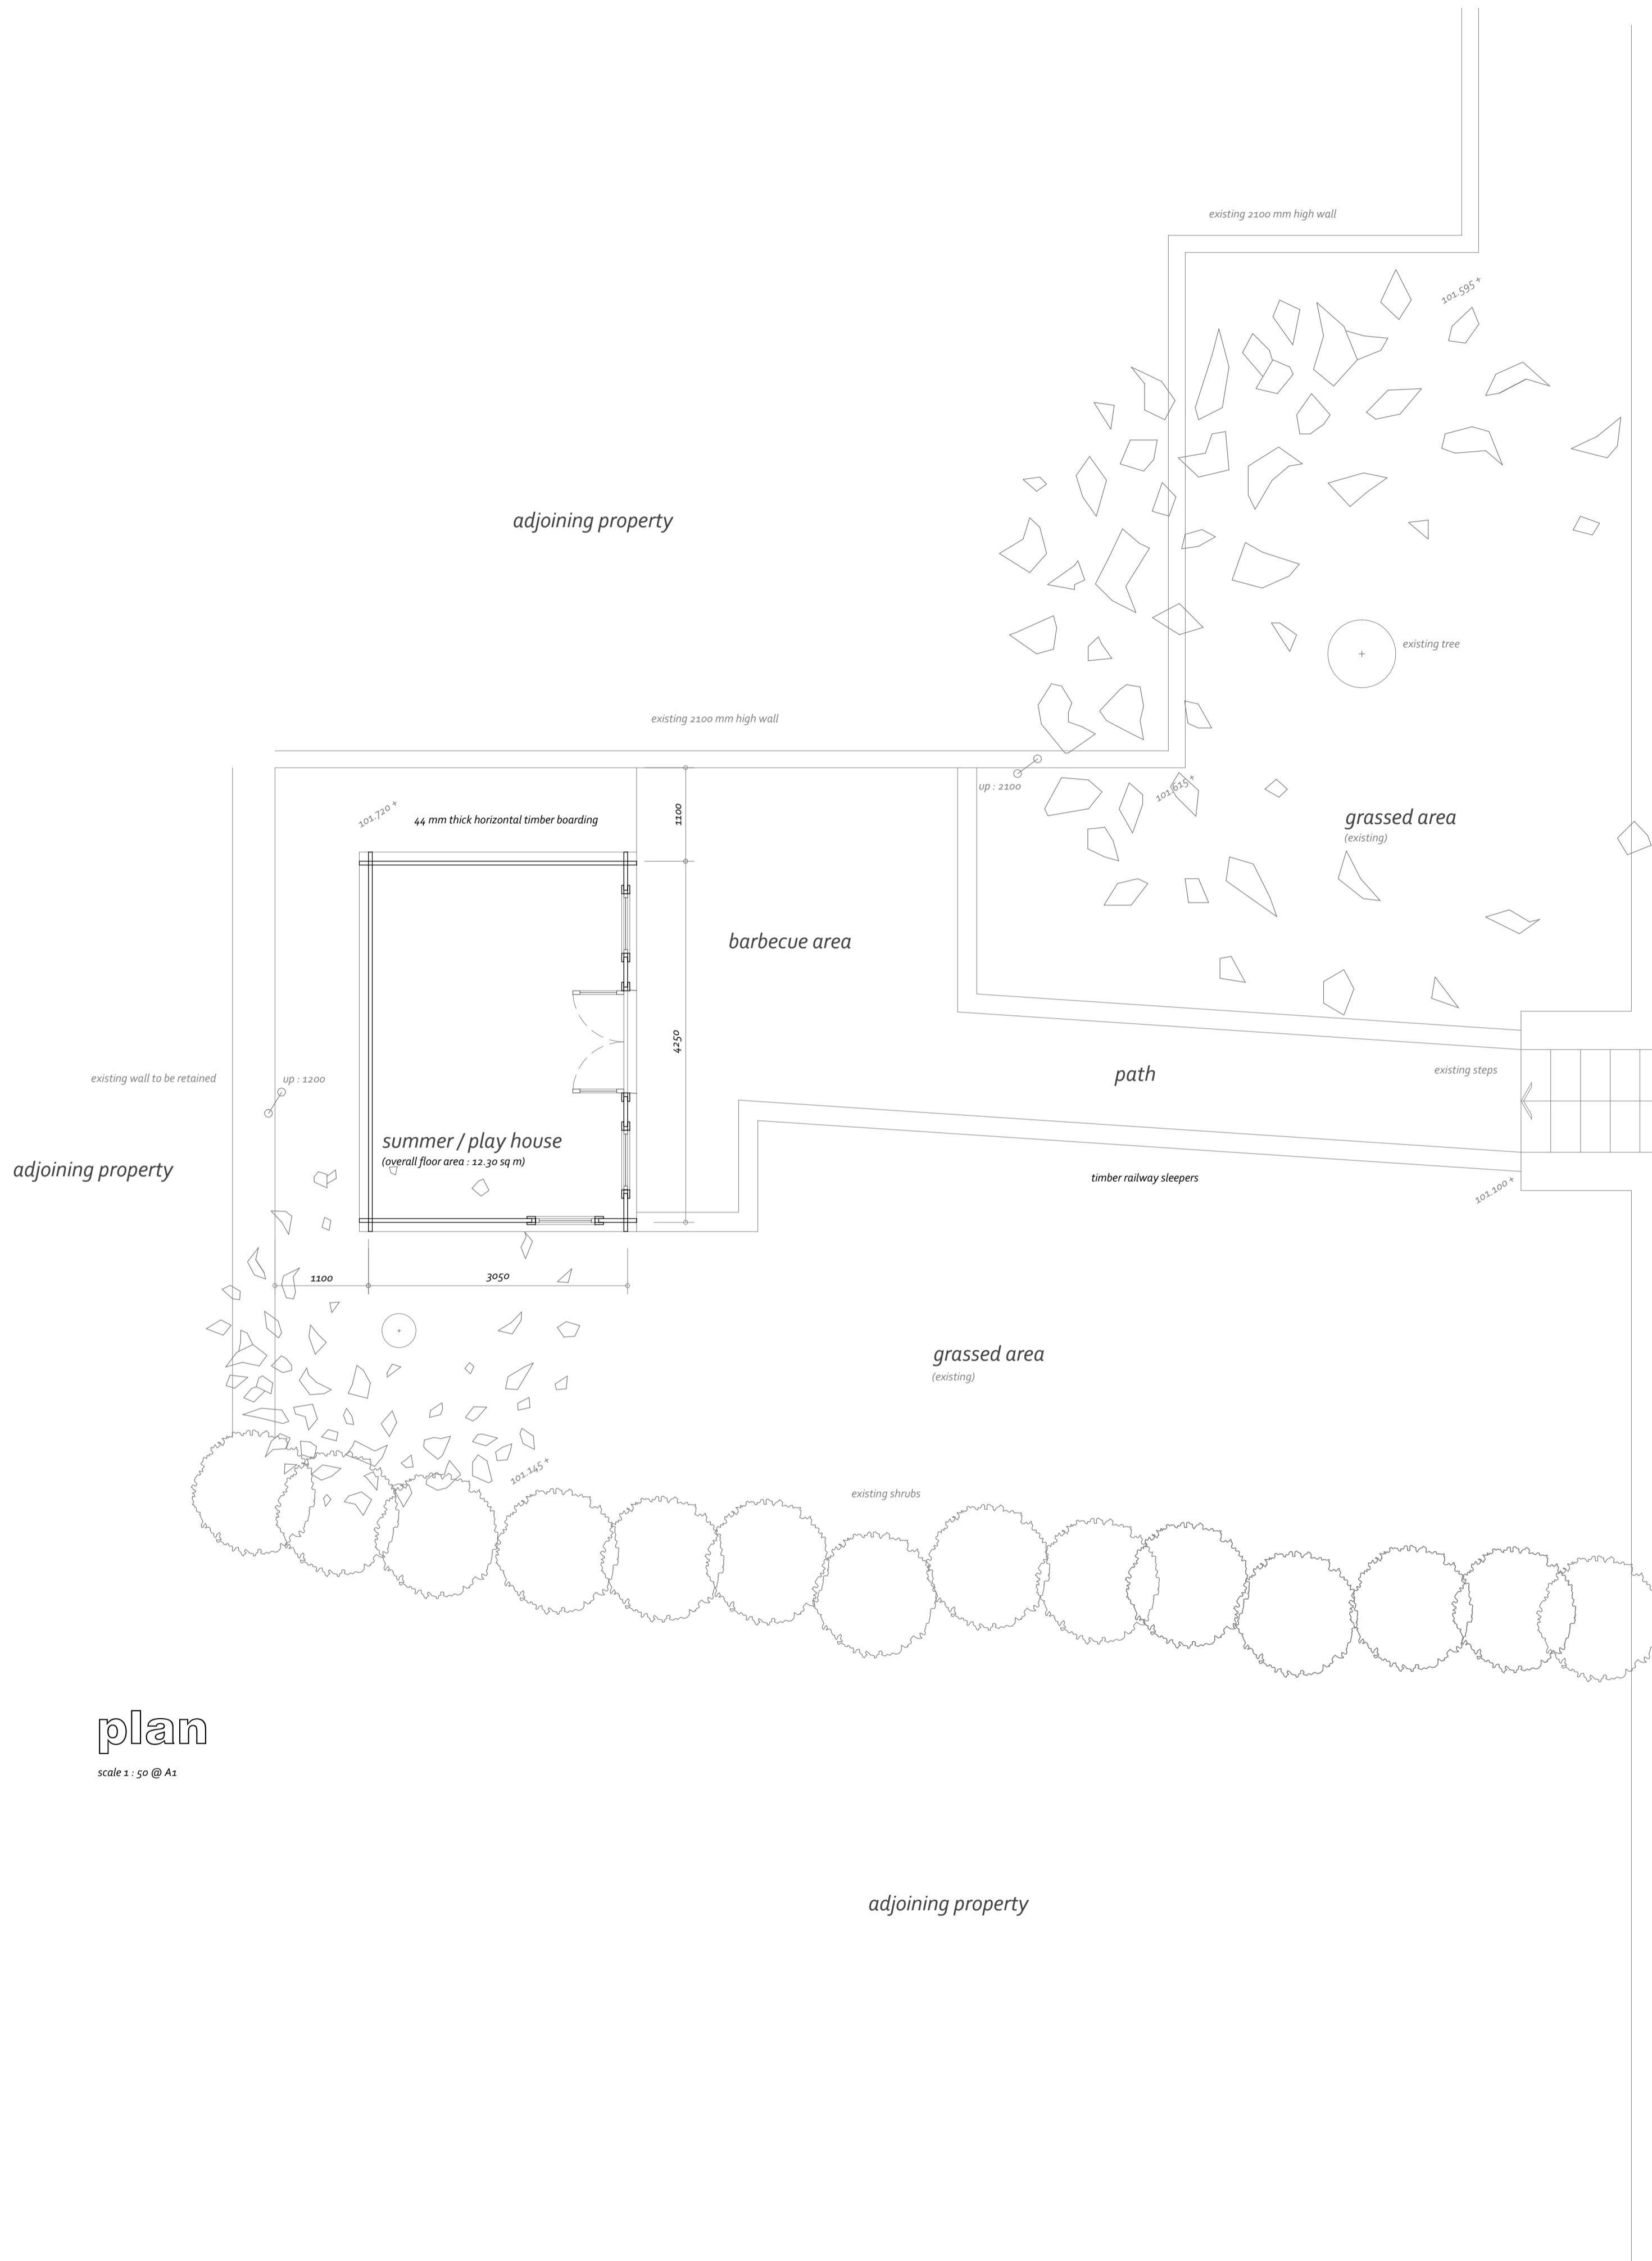 existing 2100 mm high wall
101.595 +
adjoining property
existing tree
existing 2100 mm high wall
up : 2100
101.615 +
101.720 +
44 mm thick horizontal timber boarding
1100
grassed area
(existing)
barbecue area
4250
path
existing steps
existing wall to be retained
up : 1200
summer / play house
(overall floor area : 12.30 sq m)
adjoining property
timber railway sleepers
101.100 +
1100
3050
grassed area
(existing)
101.145 +
existing shrubs
plan
scale 1 : 50 @ A1
adjoining property